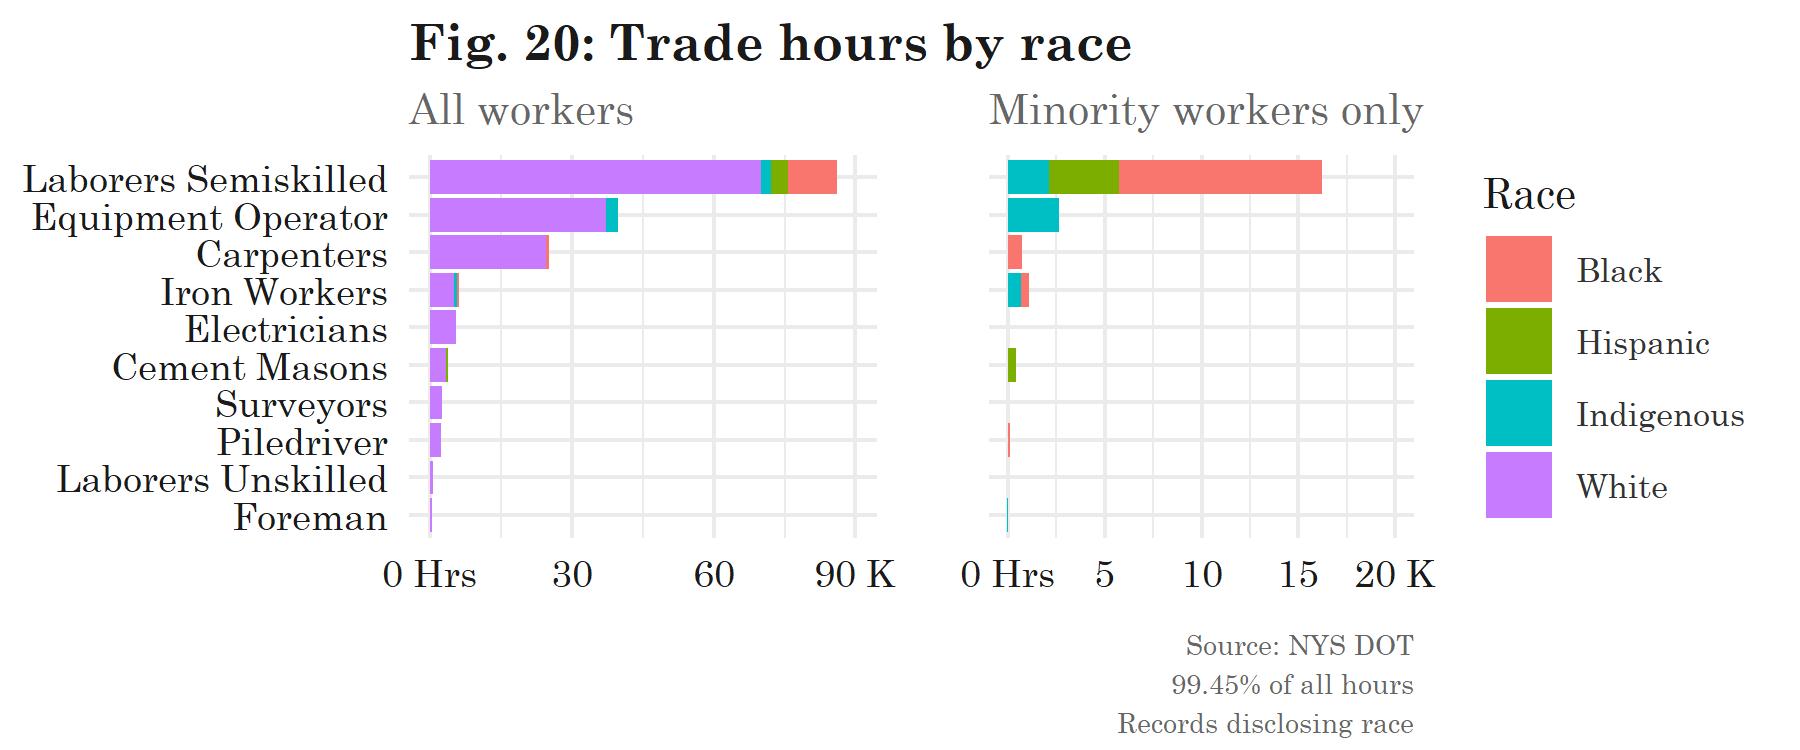 Fig. 20: Trade hours by race
All workers
Minority workers only
Laborers Semiskilled
Equipment Operator
Carpenters
Iron Workers
Electricians
Cement Masons
Surveyors
Piledriver
Laborers Unskilled
Foreman
0 Hrs 30 60 90 K
0 Hrs 5 10 15 20 K
Race
Black
Hispanic
Indigenous
White
Source: NYS DOT
99.45% of all hours
Records disclosing race